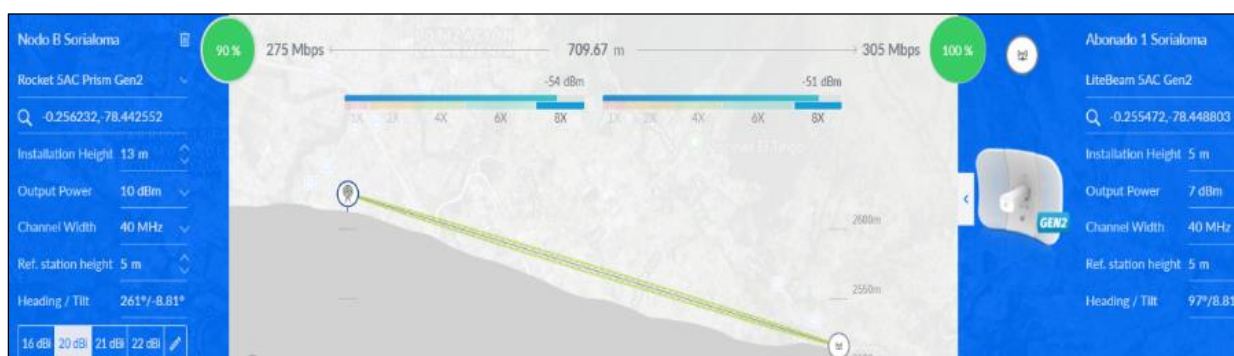 Nodo B Sorialoma
Rocket 5AC Prism Gen2
-0.256232,-78.442552
Installation Height 13 m
Output Power 10 dBm
Channel Width 40 MHz
Ref. station height 5 m
Heading / Tilt 261°/-8.81°
16 dBi 20 dBi 21 dBi 22 dBi
90 % 275 Mbps 709.67 m 305 Mbps 100 %
-54 dBm -51 dBm
1X 2X 4X 6X 8X 1X 2X 4X 6X 8X
2600m
2550m
Abonado 1 Sorialoma
LiteBeam 5AC Gen2
-0.255472,-78.448803
GEN2
Installation Height 5 m
Output Power 7 dBm
Channel Width 40 MHz
Ref. station height 5 m
Heading / Tilt 97°/8.81